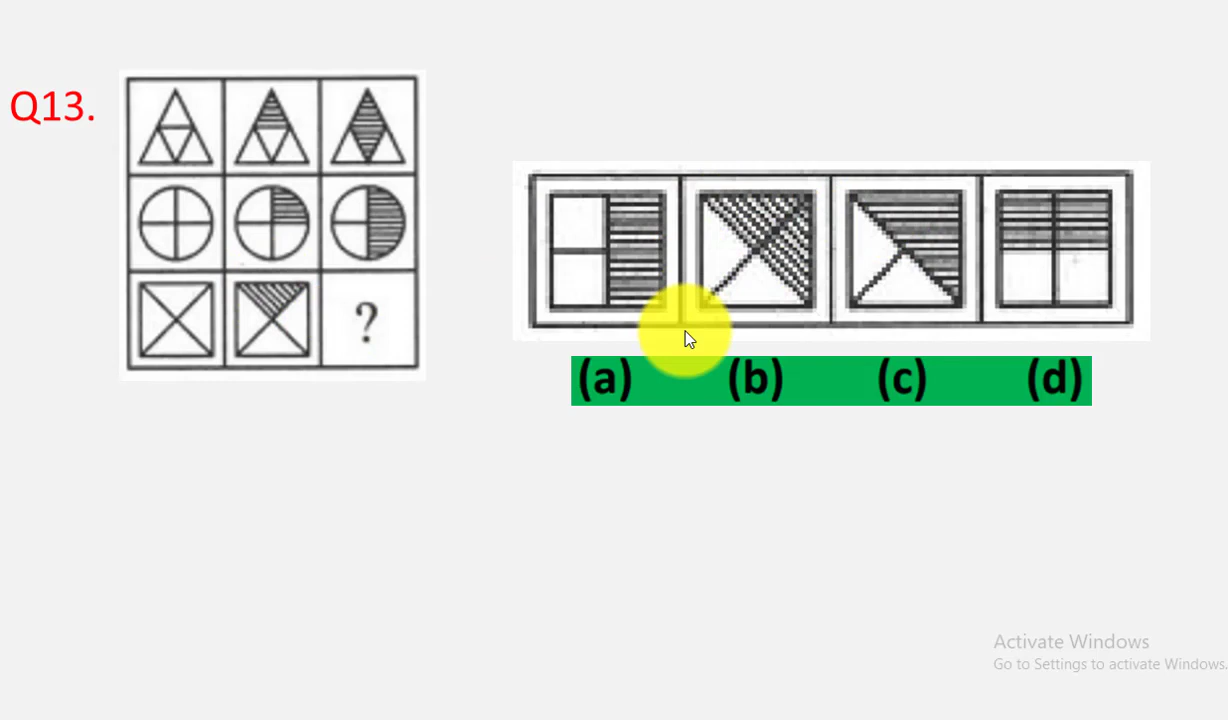 Q13.
?
(a) (b) (c) (d)
Activate Windows
Go to Settings to activate Windows.